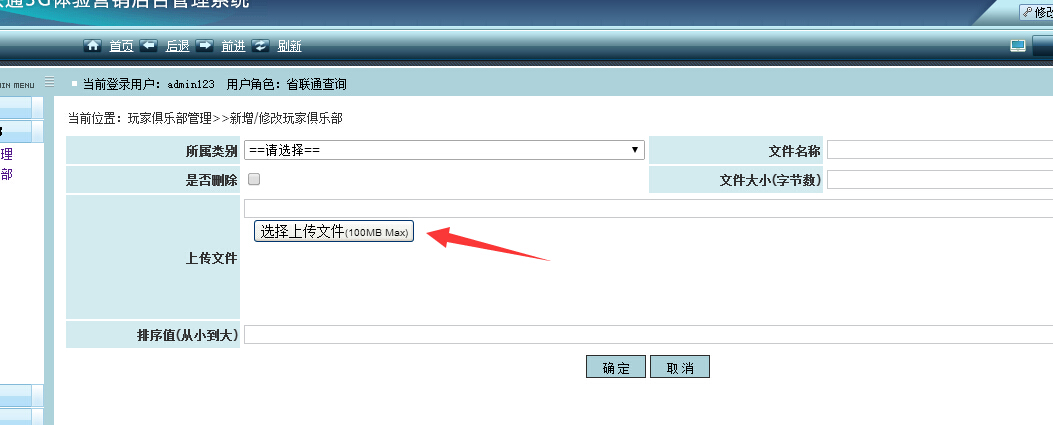 通3G体验营销后台管理系统
修改
首页 后退 前进 刷新
IN MENU
当前登录用户：admin123 用户角色：省联通查询
当前位置：玩家俱乐部管理>>新增/修改玩家俱乐部
理
部
所属类别 ==请选择== 文件名称
是否删除 文件大小(字节数)
上传文件 选择上传文件(100MB Max)
排序值(从小到大)
确定 取消